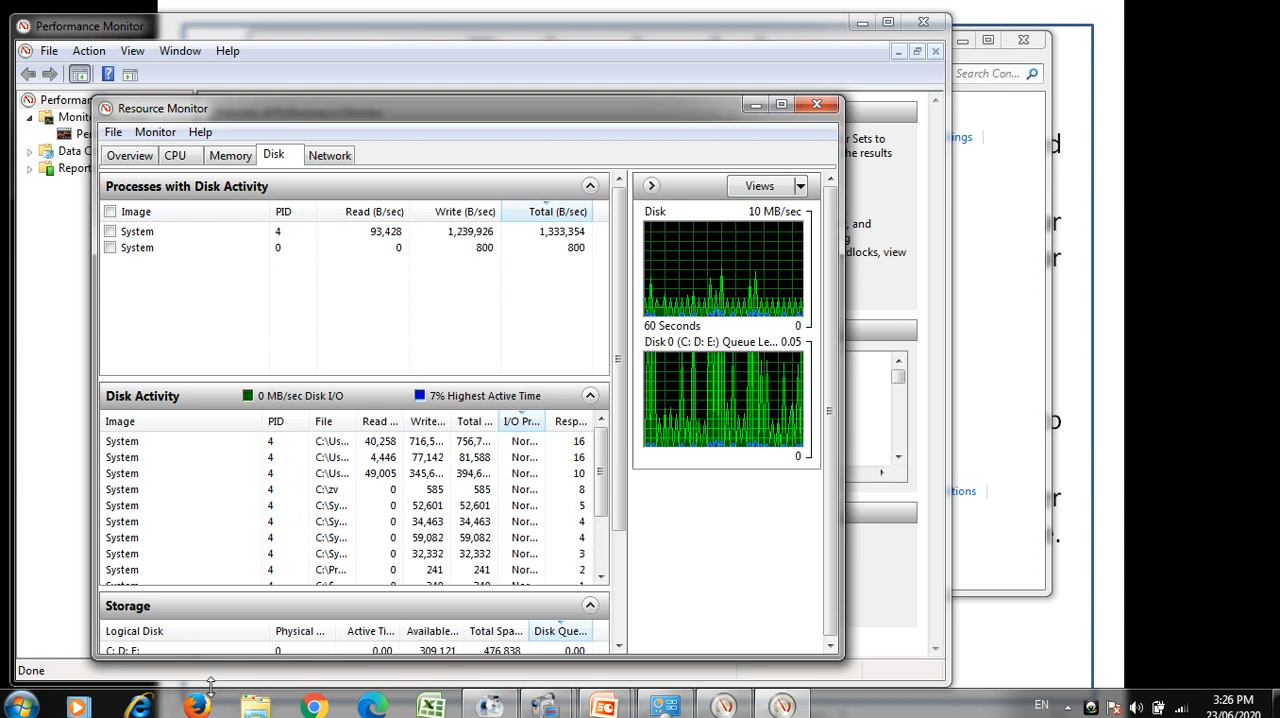 Performance Monitor
File Action View Window Help
Search Con...
Performa
Monit
Pe
Data C
Report
Resource Monitor
File Monitor Help
Overview CPU Memory Disk Network
Processes with Disk Activity
Image PID Read (B/sec) Write (B/sec) Total (B/sec)
System 4 93,428 1,239,926 1,333,354
System 0 0 800 800
Disk Activity 0 MB/sec Disk I/O 7% Highest Active Time
Image PID File Read ... Write... Total ... I/O Pr... Resp...
System 4 C:\Us... 40,258 716,5... 756,7... Nor... 16
System 4 C:\Us... 4,446 77,142 81,588 Nor... 16
System 4 C:\Us... 49,005 345,6... 394,6... Nor... 10
System 4 C:\zv 0 585 585 Nor... 8
System 4 C:\Sy... 0 52,601 52,601 Nor... 5
System 4 C:\Sy... 0 34,463 34,463 Nor... 4
System 4 C:\Sy... 0 59,082 59,082 Nor... 4
System 4 C:\Sy... 0 32,332 32,332 Nor... 3
System 4 C:\Pr... 0 241 241 Nor... 2
Storage
Logical Disk Physical ... Active Ti... Available... Total Spa... Disk Que...
C: D: E: 0 0.00 309,121 476,838 0.00
Views
Disk 10 MB/sec
60 Seconds 0
Disk 0 (C: D: E:) Queue Le... 0.05
0
r Sets to
he results
, and
g
dlocks, view
ings
tions
d
r
r
o
r
.
Done
EN
3:26 PM
23/06/2020